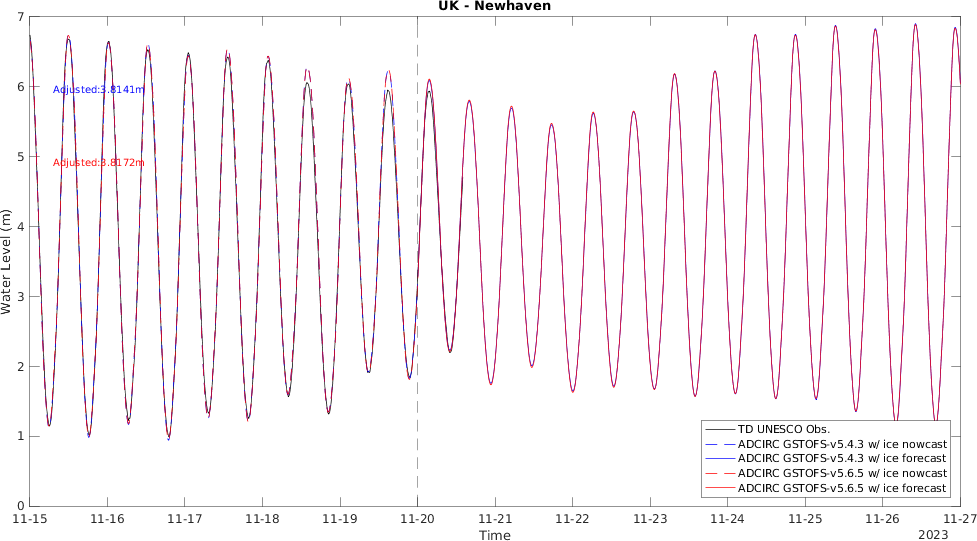 UK - Newhaven
7
6
5
4
3
2
1
0
Water Level (m)
Adjusted:3.8141m
Adjusted:3.8172m
TD UNESCO Obs.
ADCIRC GSTOFS-v5.4.3 w/ ice nowcast
ADCIRC GSTOFS-v5.4.3 w/ ice forecast
ADCIRC GSTOFS-v5.6.5 w/ ice nowcast
ADCIRC GSTOFS-v5.6.5 w/ ice forecast
11-15 11-16 11-17 11-18 11-19 11-20 11-21 11-22 11-23 11-24 11-25 11-26 11-27
Time
2023